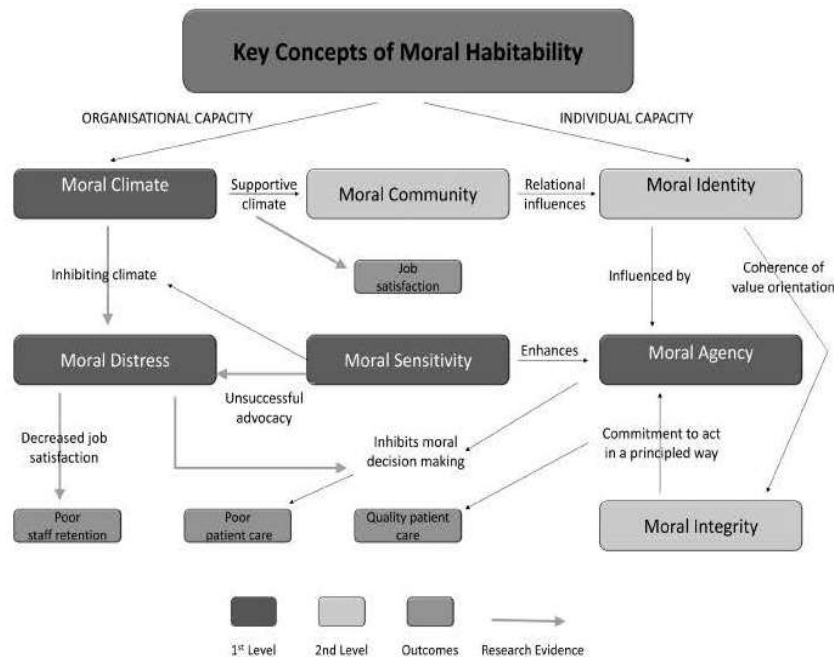 Key Concepts of Moral Habitability
ORGANISATIONAL CAPACITY
INDIVIDUAL CAPACITY
Moral Climate
Supportive
climate
Moral Community
Relational
influences
Moral Identity
Inhibiting climate
Job
satisfaction
Influenced by
Coherence of
value orientation
Moral Distress
Moral Sensitivity
Enhances
Moral Agency
Unsuccessful
advocacy
Decreased job
satisfaction
Inhibits moral
decision making
Commitment to act
in a principled way
Poor
staff retention
Poor
patient care
Quality patient
care
Moral Integrity
1st Level
2nd Level
Outcomes
Research Evidence